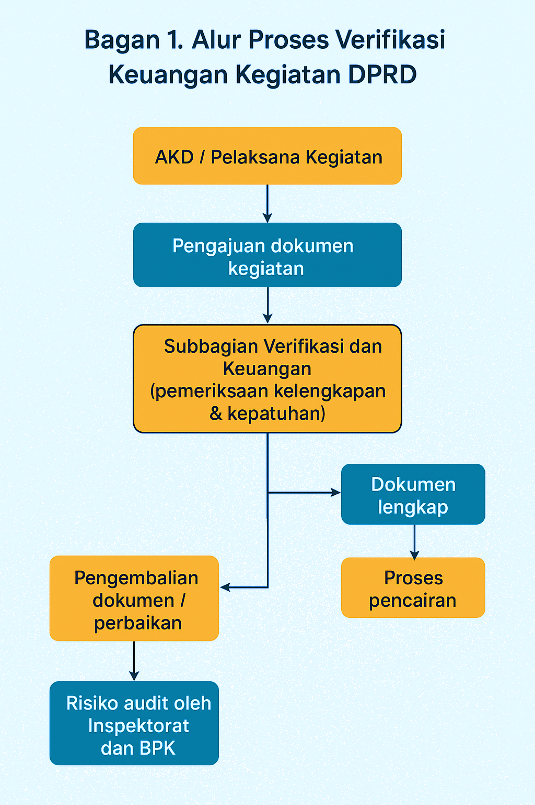 Bagan 1. Alur Proses Verifikasi
Keuangan Kegiatan DPRD
AKD / Pelaksana Kegiatan
Pengajuan dokumen
kegiatan
Subbagian Verifikasi dan
Keuangan
(pemeriksaan kelengkapan
& kepatuhan)
Dokumen
lengkap
Proses
pencairan
Pengembalian
dokumen /
perbaikan
Risiko audit oleh
Inspektorat
dan BPK